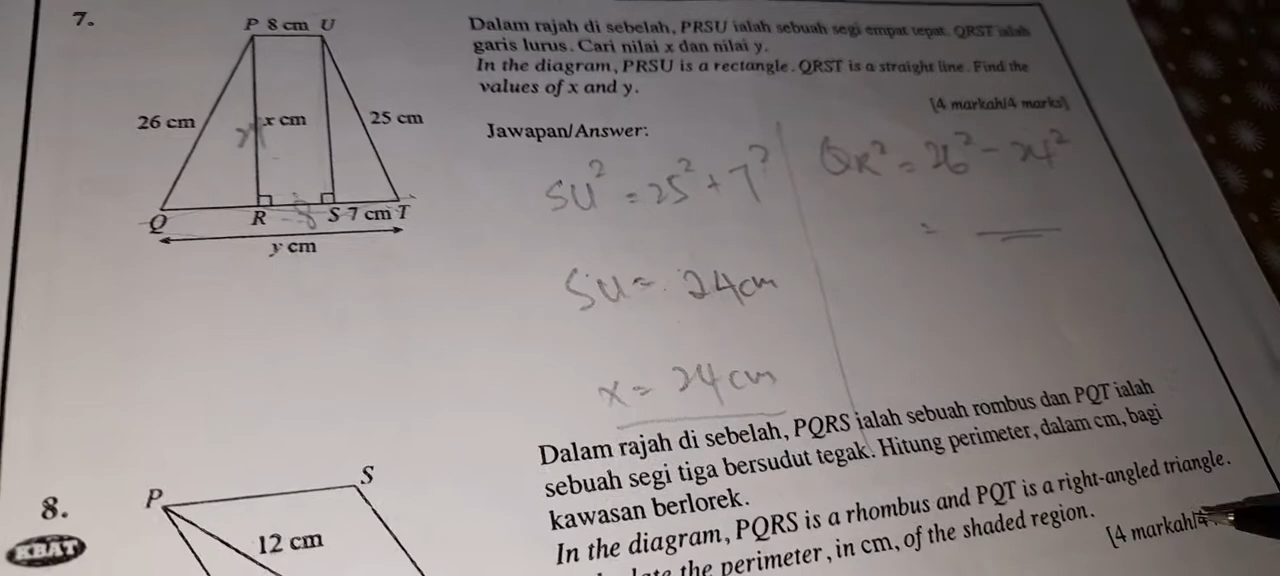 7.
P 8 cm U
26 cm
x cm
25 cm
Q
R
8
S 7 cm T
y cm
Dalam rajah di sebelah, PRSU ialah sebuah segi empat tepat. QRST ialah
garis lurus. Cari nilai x dan nilai y.
In the diagram, PRSU is a rectangle. QRST is a straight line. Find the
values of x and y.
[4 markah/4 marks]
Jawapan/Answer:
SU² = 25² + 7²
SU = 24cm
x = 24cm
QR² = 26² - 24²
=
8.
KBAT
P
S
12 cm
Dalam rajah di sebelah, PQRS ialah sebuah rombus dan PQT ialah
sebuah segi tiga bersudut tegak. Hitung perimeter, dalam cm, bagi
kawasan berlorek.
In the diagram, PQRS is a rhombus and PQT is a right-angled triangle.
the perimeter, in cm, of the shaded region.
[4 markah/4